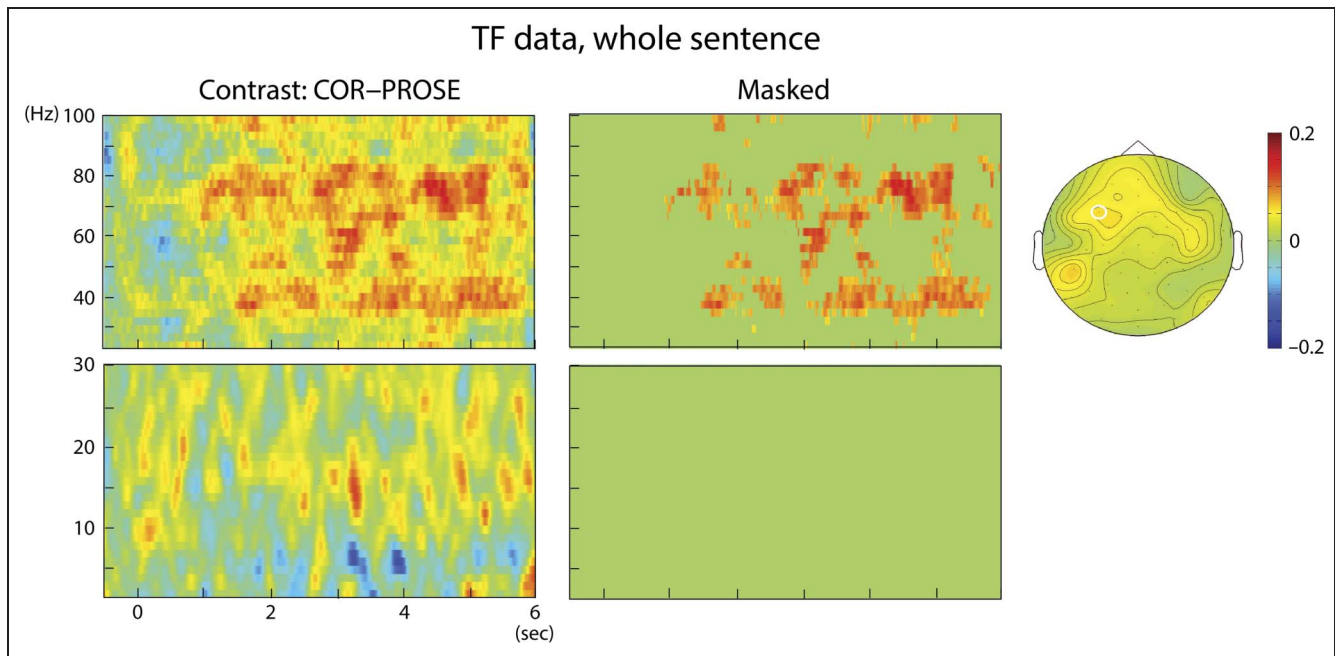 TF data, whole sentence
Contrast: COR–PROSE
Masked
(Hz) 100
80
60
40
30
20
10
0 2 4 6
(sec)
0.2
0
–0.2